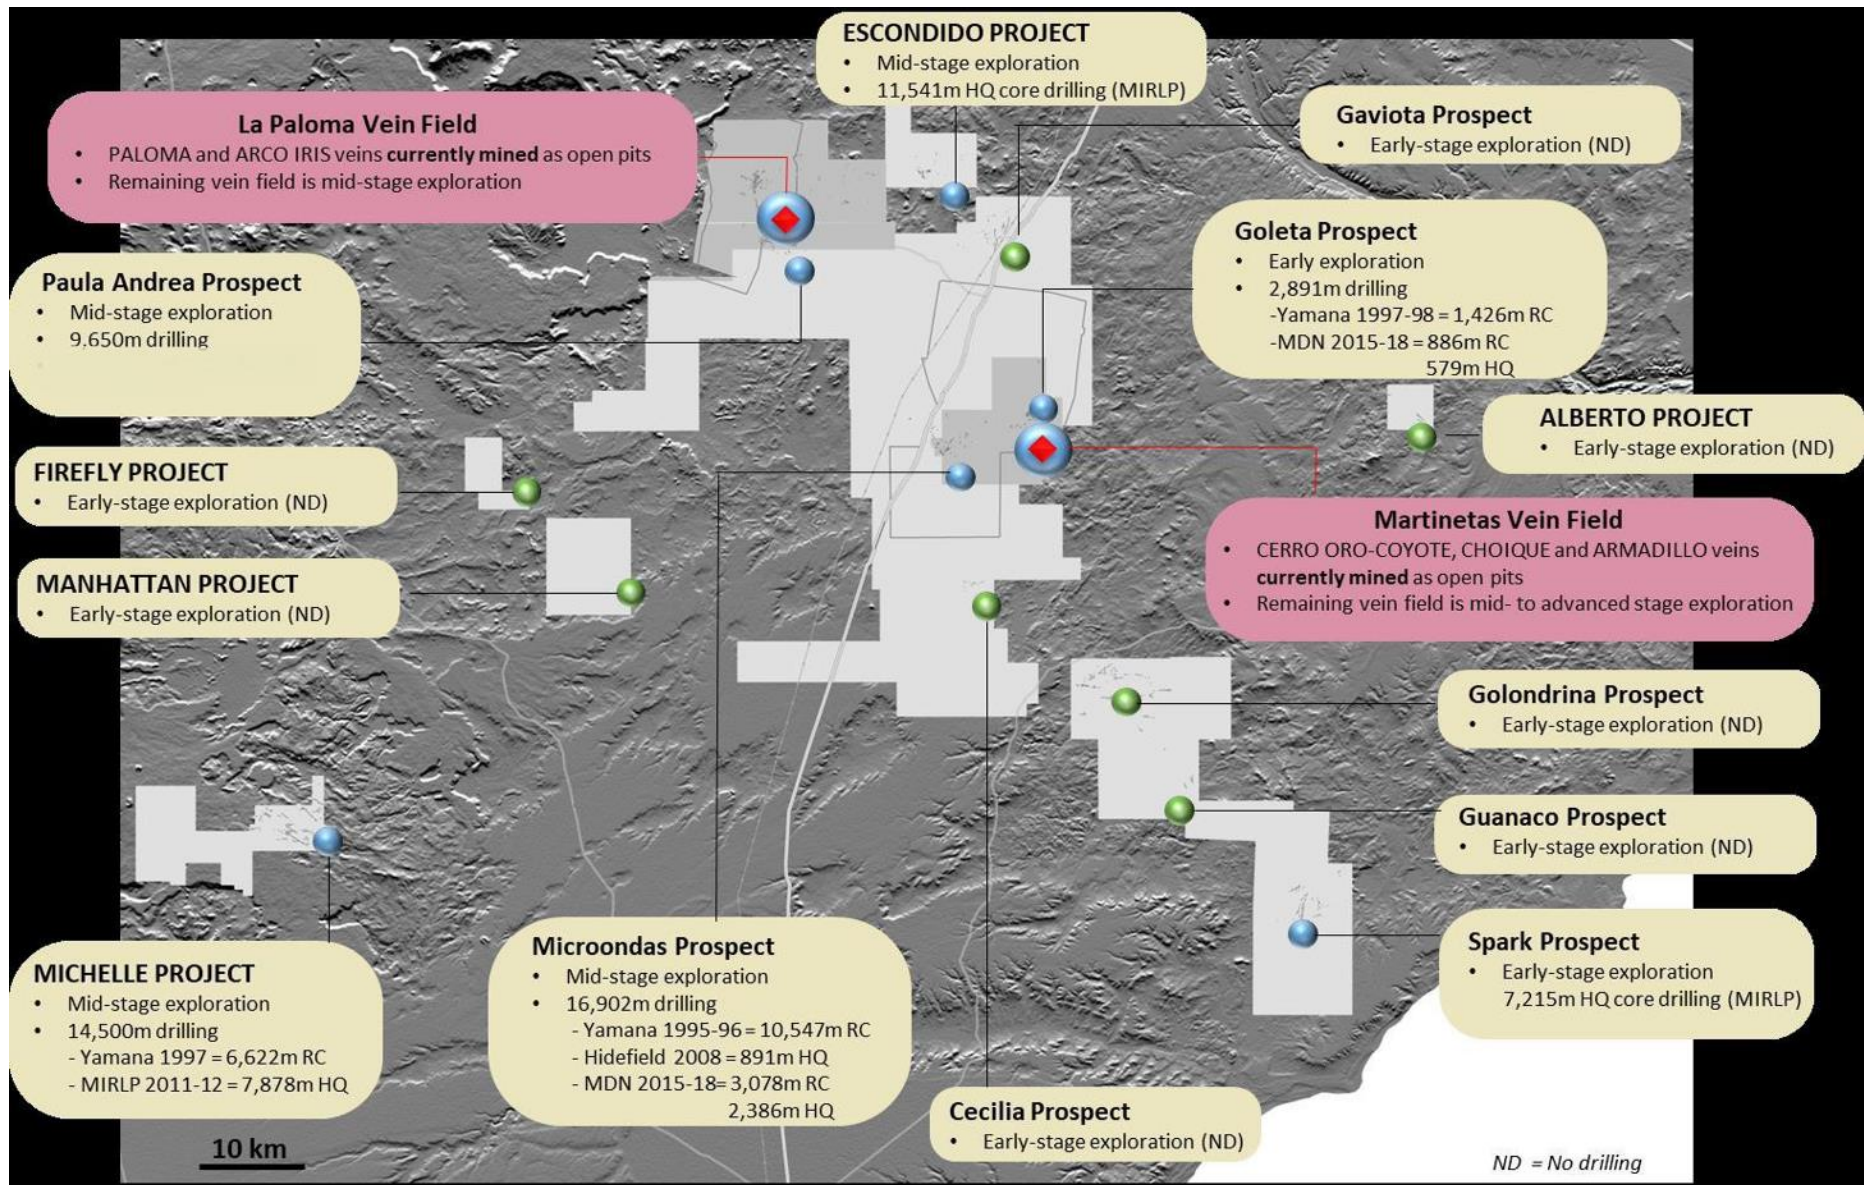 ESCONDIDO PROJECT
• Mid-stage exploration
• 11,541m HQ core drilling (MIRLP)
La Paloma Vein Field
• PALOMA and ARCO IRIS veins currently mined as open pits
• Remaining vein field is mid-stage exploration
Gaviota Prospect
• Early-stage exploration (ND)
Goleta Prospect
• Early exploration
• 2,891m drilling
-Yamana 1997-98 = 1,426m RC
-MDN 2015-18 = 886m RC
579m HQ
Paula Andrea Prospect
• Mid-stage exploration
• 9.650m drilling
ALBERTO PROJECT
• Early-stage exploration (ND)
FIREFLY PROJECT
• Early-stage exploration (ND)
Martinetas Vein Field
• CERRO ORO-COYOTE, CHOIQUE and ARMADILLO veins
currently mined as open pits
• Remaining vein field is mid- to advanced stage exploration
MANHATTAN PROJECT
• Early-stage exploration (ND)
Golondrina Prospect
• Early-stage exploration (ND)
Guanaco Prospect
• Early-stage exploration (ND)
Spark Prospect
• Early-stage exploration
7,215m HQ core drilling (MIRLP)
MICHELLE PROJECT
• Mid-stage exploration
• 14,500m drilling
- Yamana 1997 = 6,622m RC
- MIRLP 2011-12 = 7,878m HQ
Microondas Prospect
• Mid-stage exploration
• 16,902m drilling
- Yamana 1995-96 = 10,547m RC
- Hidefield 2008 = 891m HQ
- MDN 2015-18= 3,078m RC
2,386m HQ
Cecilia Prospect
• Early-stage exploration (ND)
10 km
ND = No drilling